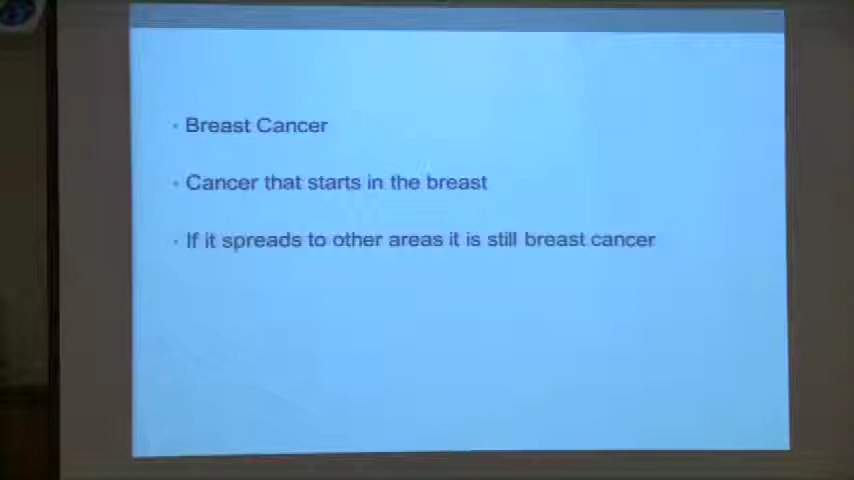 · Breast Cancer
· Cancer that starts in the breast
· If it spreads to other areas it is still breast cancer